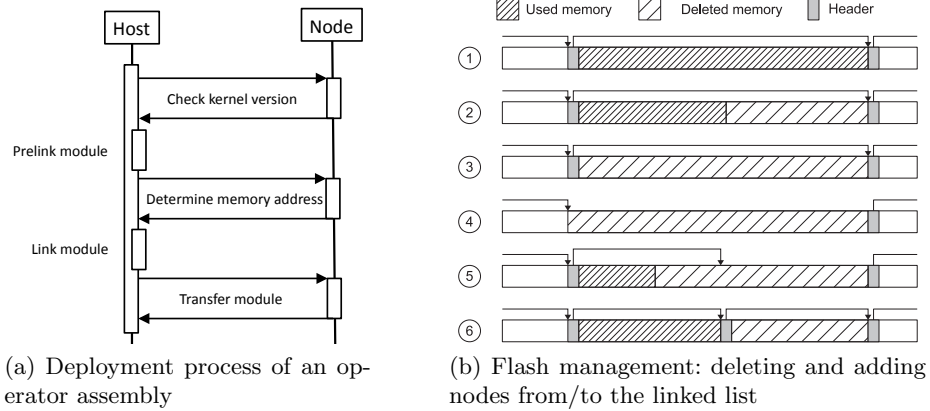 Host
Node
Check kernel version
Prelink module
Determine memory address
Link module
Transfer module
(a) Deployment process of an op-
erator assembly
Used memory
Deleted memory
Header
1
2
3
4
5
6
(b) Flash management: deleting and adding
nodes from/to the linked list